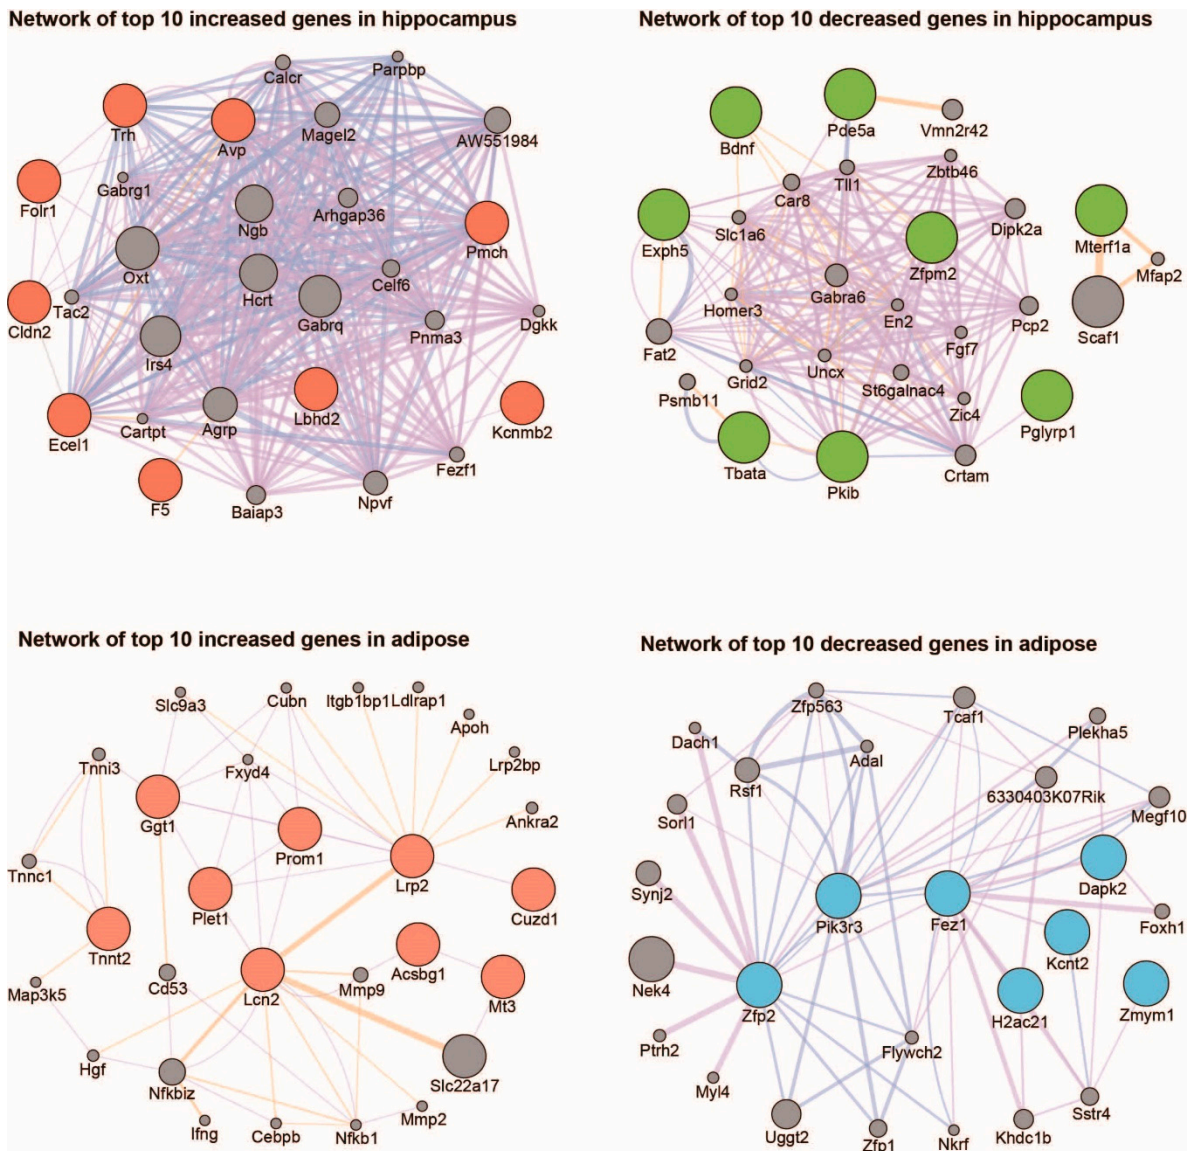 Network of top 10 increased genes in hippocampus
Calcr
Parpbp
Trh
Avp
Magel2
AW551984
Gabrg1
Folr1
Ngb
Arhgap36
Pmch
Oxt
Hcrt
Celf6
Tac2
Gabrq
Cldn2
Pnma3
Dgkk
Irs4
Lbhd2
Ecel1
Cartpt
Agrp
Kcnmb2
F5
Fezf1
Baiap3
Npvf
Network of top 10 decreased genes in hippocampus
Bdnf
Pde5a
Vmn2r42
Zbtb46
Tll1
Car8
Exph5
Slc1a6
Zfpm2
Dipk2a
Mterf1a
Mfap2
Gabra6
Homer3
En2
Pcp2
Scaf1
Fat2
Fgf7
Uncx
Grid2
St6galnac4
Psmb11
Zic4
Pglyrp1
Tbata
Pkib
Crtam
Network of top 10 increased genes in adipose
Slc9a3
Cubn
Itgb1bp1
Ldlrap1
Apoh
Tnni3
Fxyd4
Lrp2bp
Ggt1
Prom1
Ankra2
Tnnc1
Lrp2
Plet1
Cuzd1
Tnnt2
Acsbg1
Map3k5
Cd53
Lcn2
Mmp9
Mt3
Hgf
Nfkbiz
Slc22a17
Ifng
Cebpb
Nfkb1
Mmp2
Network of top 10 decreased genes in adipose
Zfp563
Tcaf1
Plekha5
Dach1
Adal
Rsf1
6330403K07Rik
Megf10
Sorl1
Synj2
Pik3r3
Fez1
Dapk2
Foxh1
Kcnt2
Nek4
Zfp2
H2ac21
Zmym1
Ptrh2
Flywch2
Myl4
Uggt2
Zfp1
Nkrf
Khdc1b
Sstr4